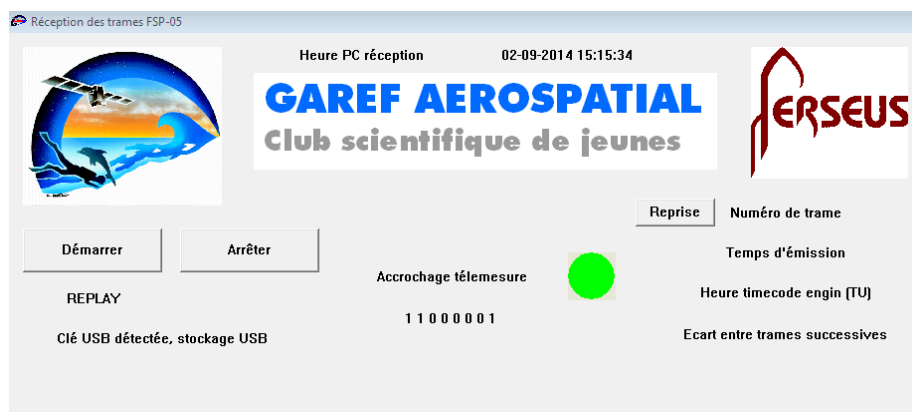 Réception des trames FSP-05
Heure PC réception 02-09-2014 15:15:34
GAREF AEROSPATIAL
Club scientifique de jeunes
PERSEUS
Reprise Numéro de trame
Démarrer Arrêter
Temps d'émission
Accrochage télemesure
REPLAY
Heure timecode engin (TU)
1 1 0 0 0 0 0 1
Clé USB détectée, stockage USB
Ecart entre trames successives